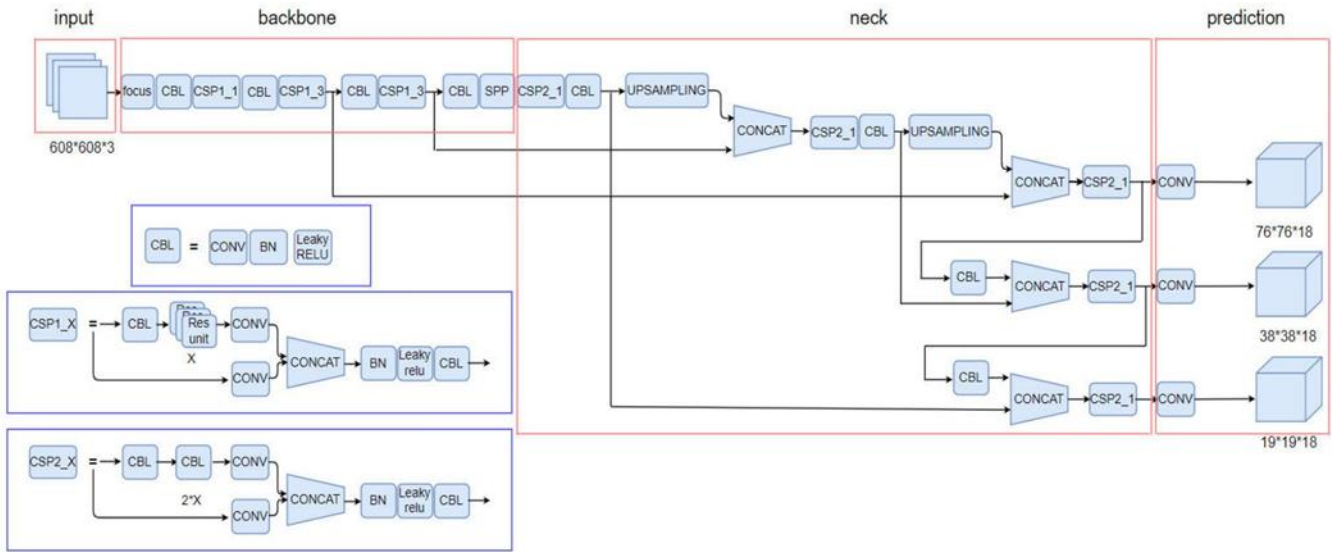 input
backbone
neck
prediction
focus
CBL
CSP1_1
CBL
CSP1_3
CBL
CSP1_3
CBL
SPP
CSP2_1
CBL
UPSAMPLING
608*608*3
CONCAT
CSP2_1
CBL
UPSAMPLING
CONCAT
CSP2_1
CONV
76*76*18
CBL
=
CONV
BN
Leaky
RELU
CBL
CONCAT
CSP2_1
CONV
38*38*18
CSP1_X
=
CBL
Res
unit
X
CONV
CONV
CONCAT
BN
Leaky
relu
CBL
CBL
CONCAT
CSP2_1
CONV
19*19*18
CSP2_X
=
CBL
CBL
2*X
CONV
CONV
CONCAT
BN
Leaky
relu
CBL